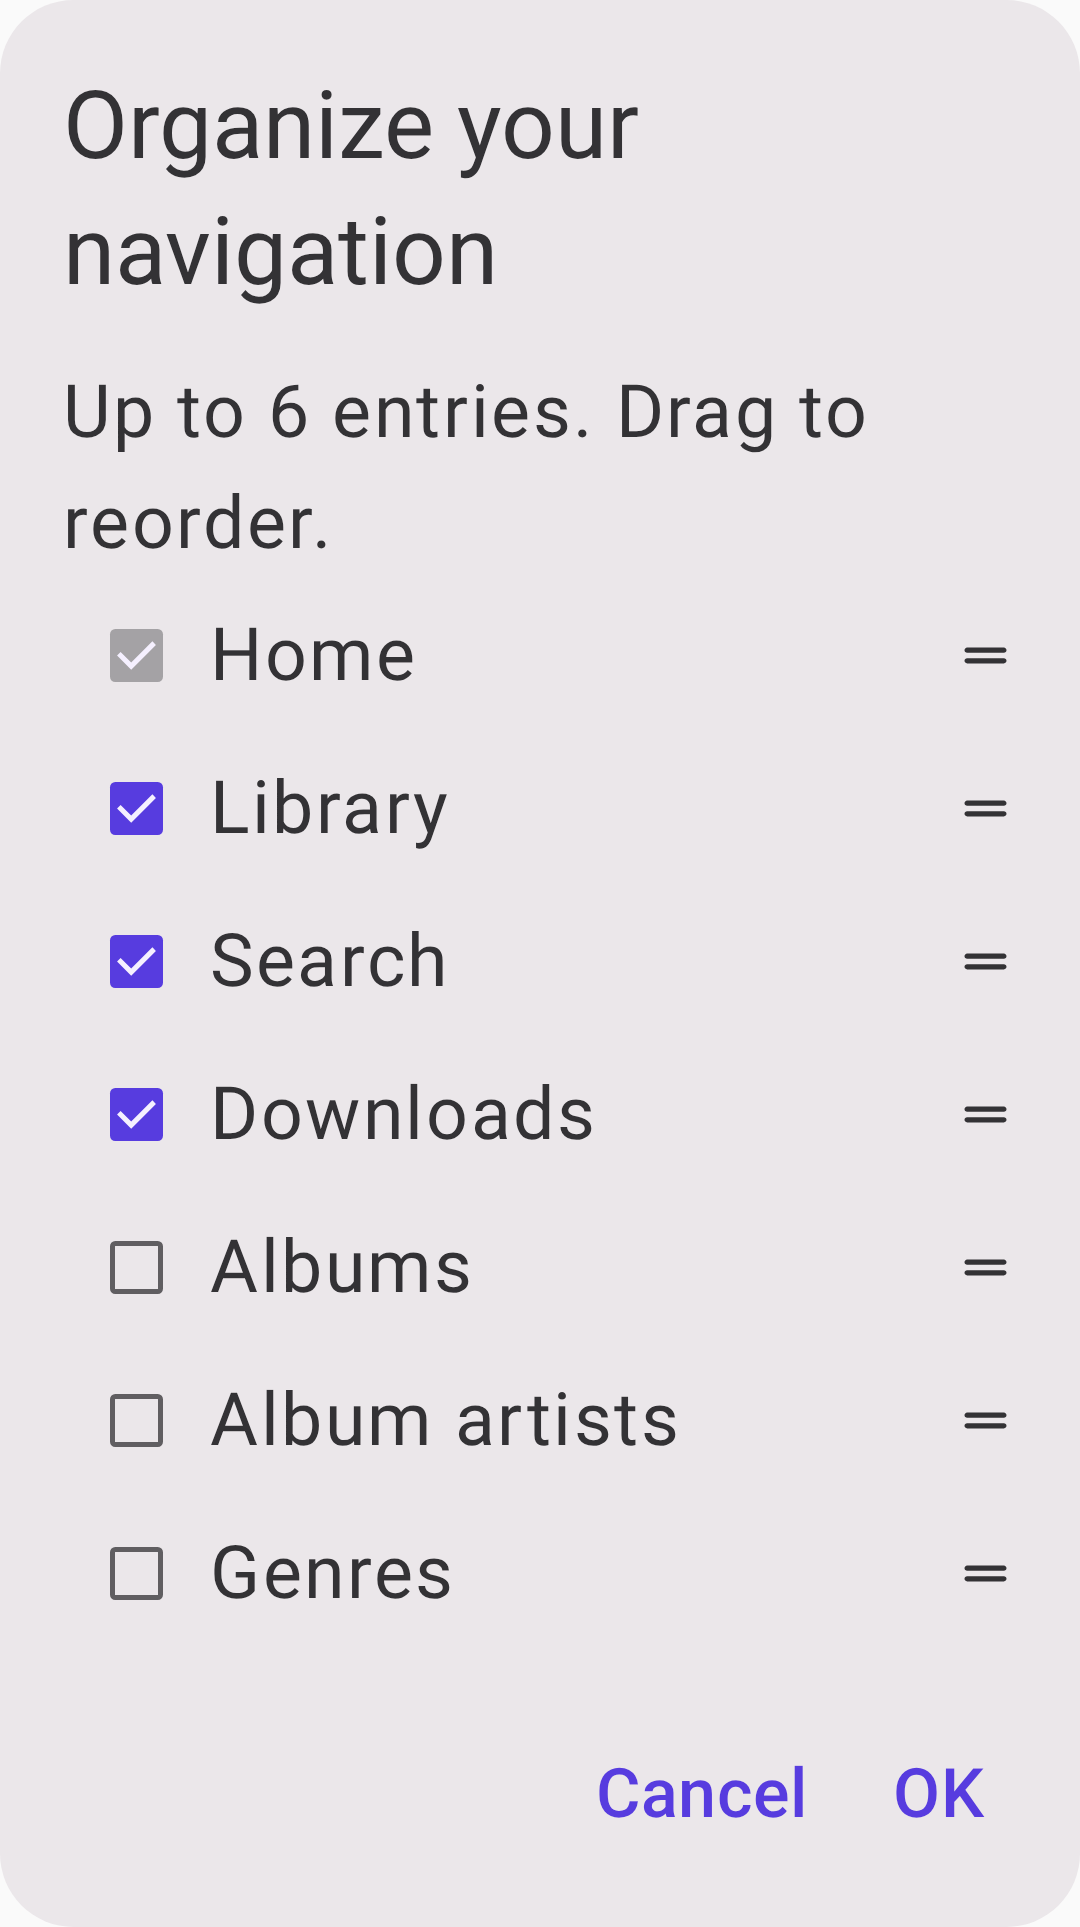 Organize your
navigation
Up to 6 entries. Drag to
reorder.
Home
Library
Search
Downloads
Albums
Album artists
Genres
Cancel OK